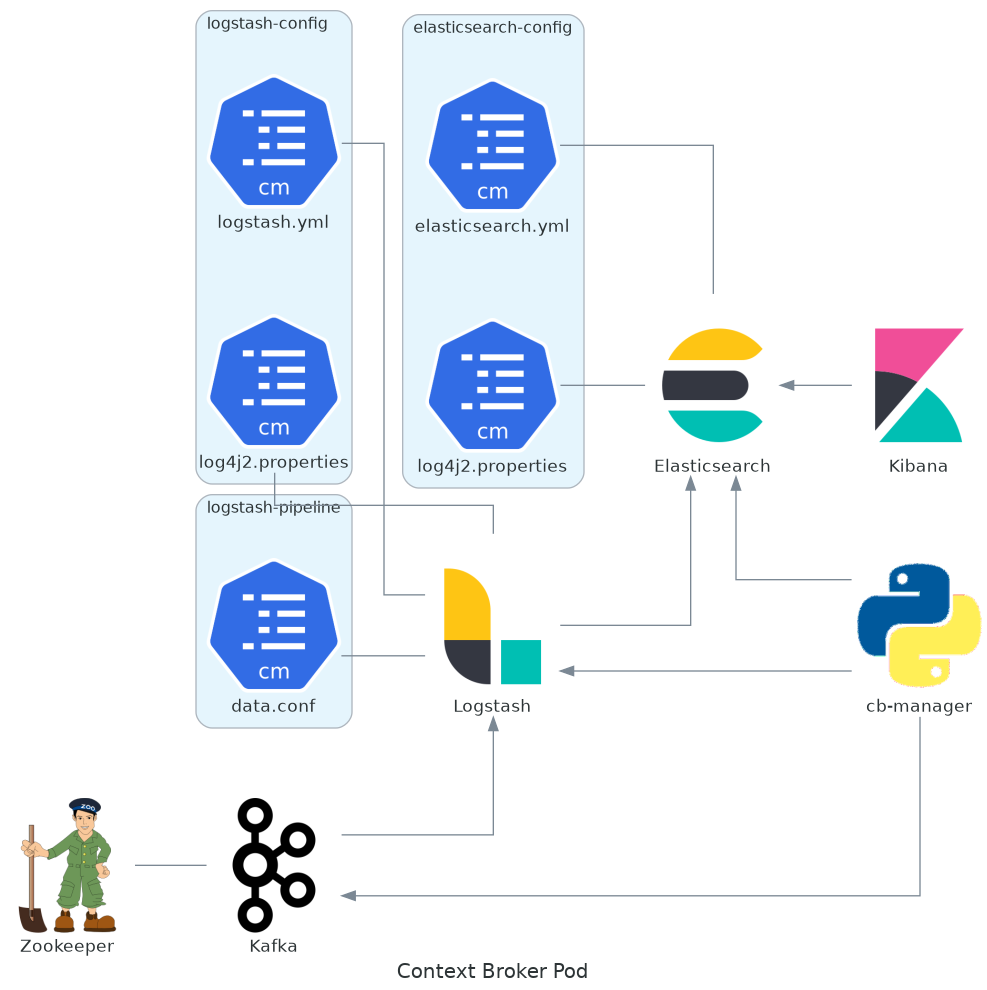 logstash-config
elasticsearch-config
cm
logstash.yml
cm
elasticsearch.yml
cm
log4j2.properties
cm
log4j2.properties
Elasticsearch
Kibana
logstash-pipeline
cm
data.conf
Logstash
cb-manager
ZOO
Zookeeper
Kafka
Context Broker Pod